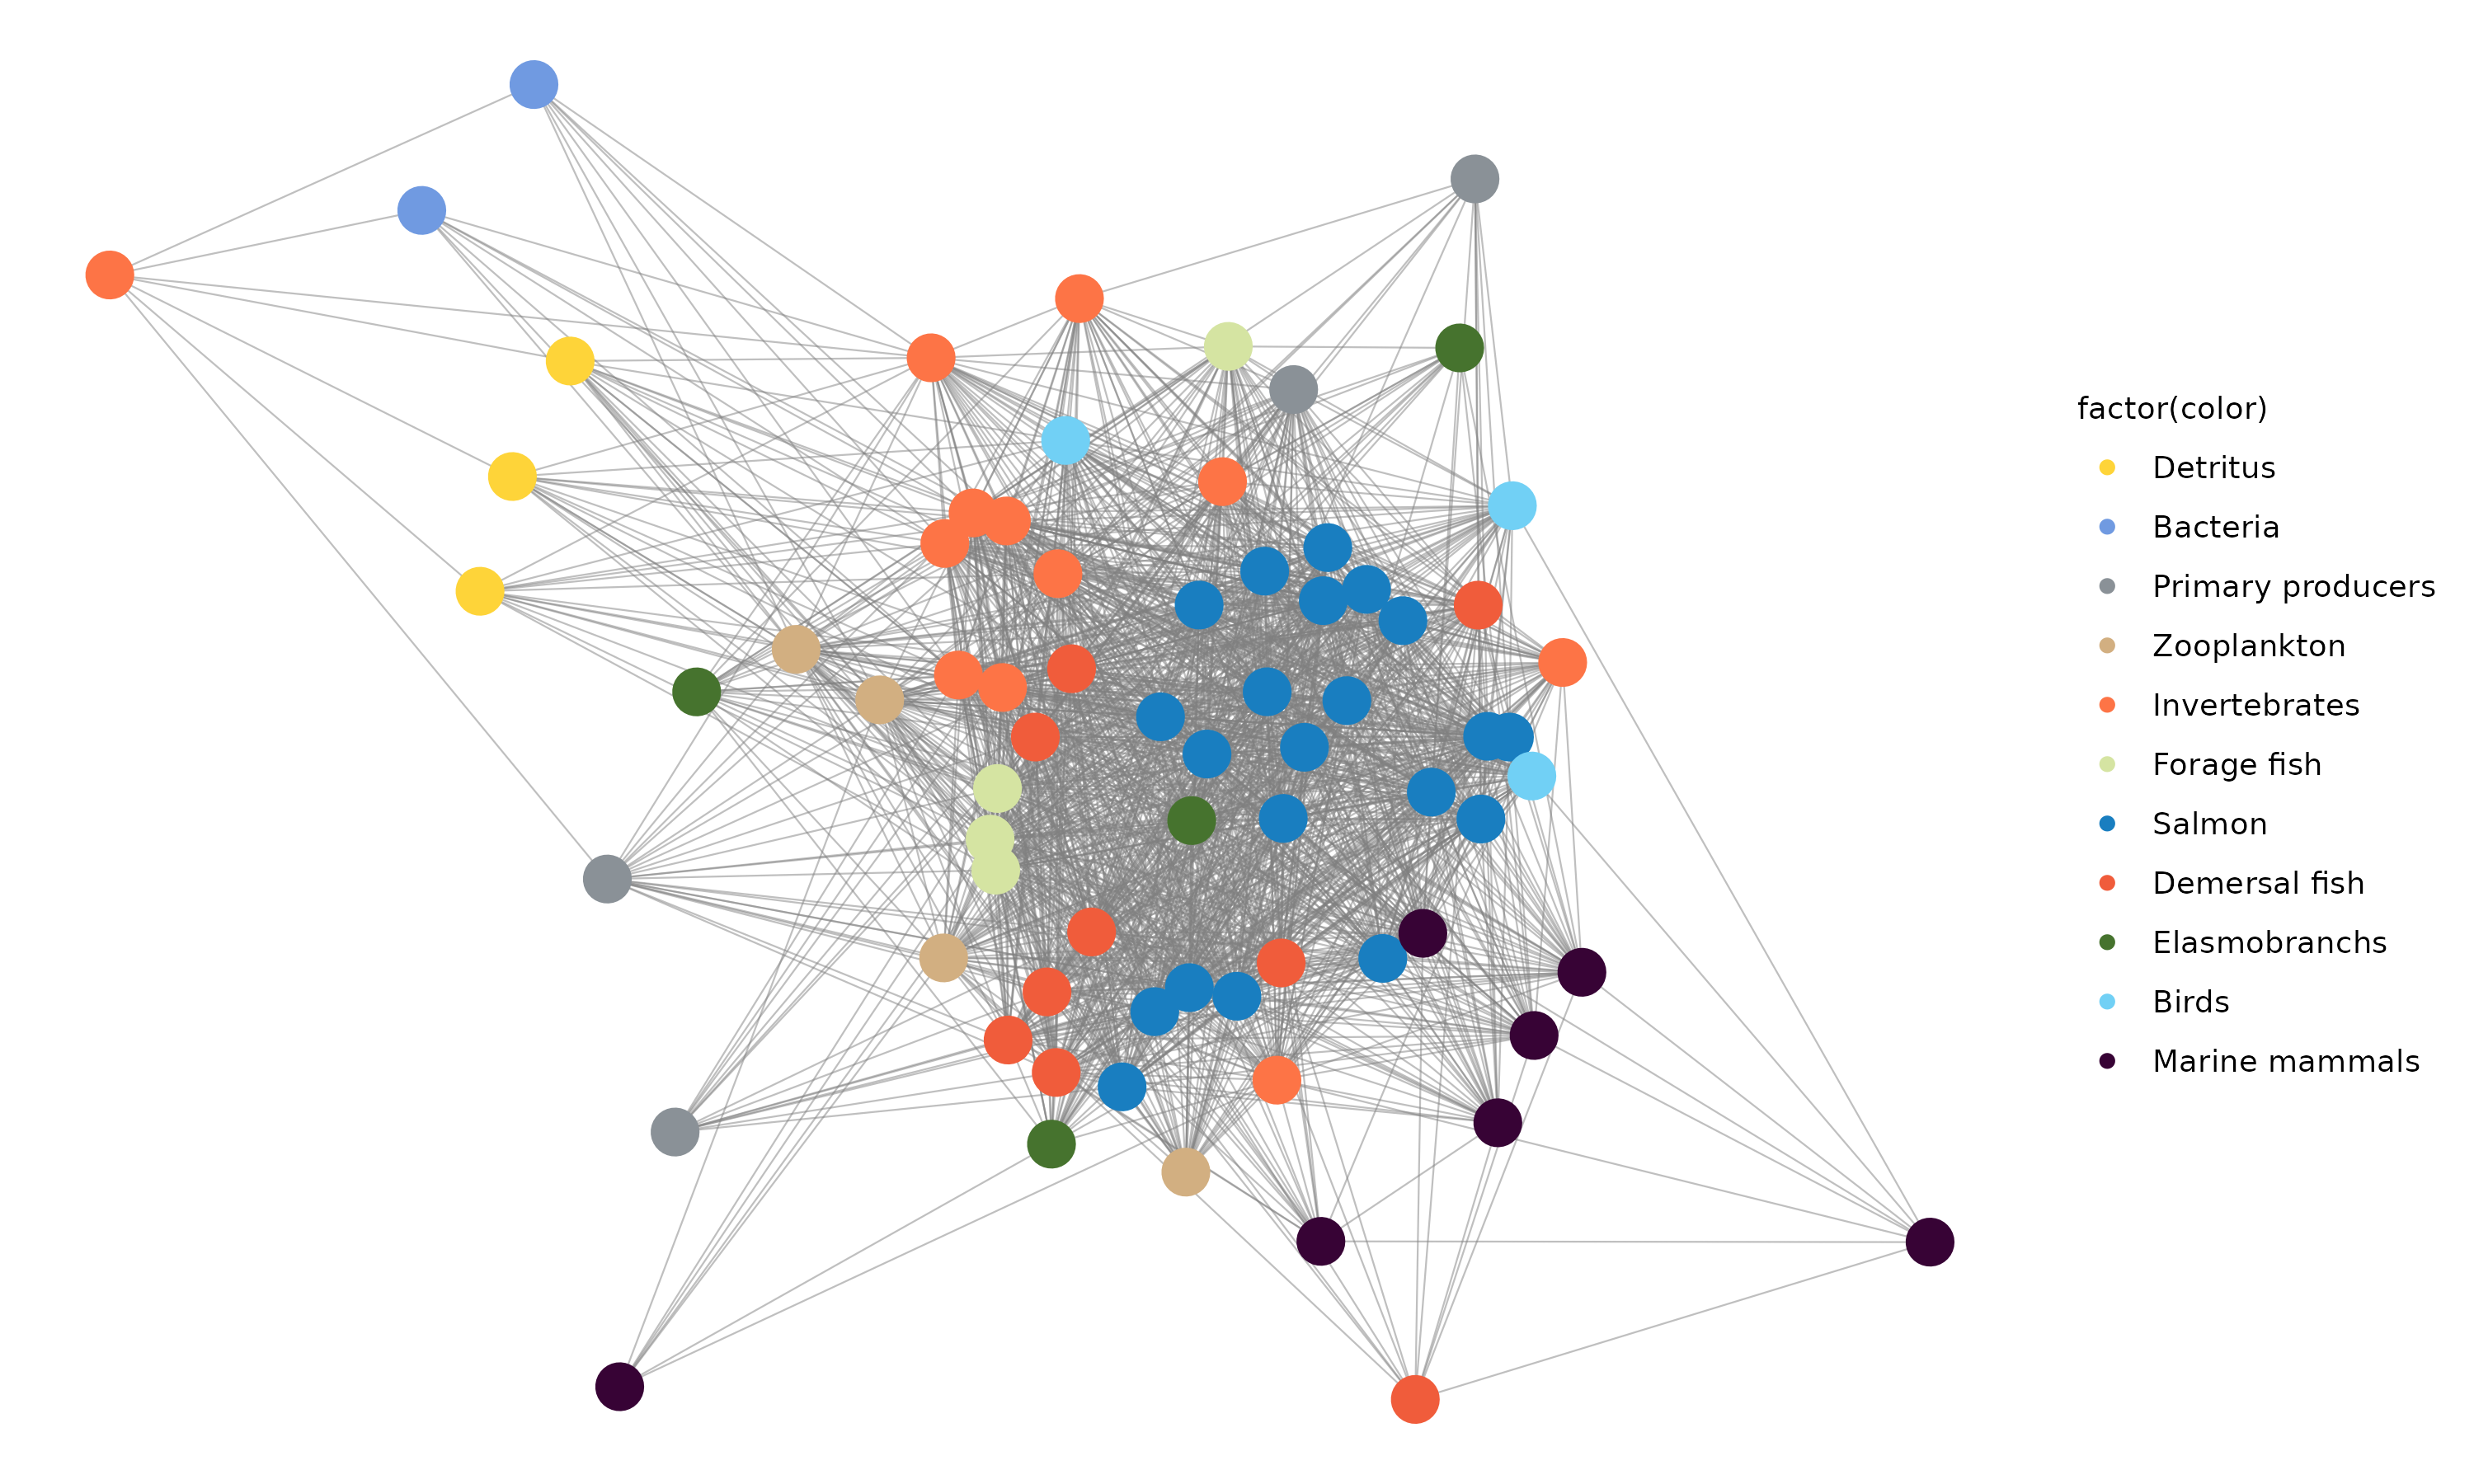 factor(color)
Detritus
Bacteria
Primary producers
Zooplankton
Invertebrates
Forage fish
Salmon
Demersal fish
Elasmobranchs
Birds
Marine mammals